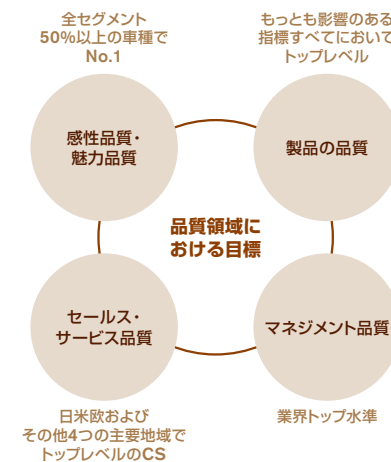 全セグメント
50%以上の車種で
No.1
もっとも影響のある
指標すべてにおいて
トップレベル
感性品質・
魅力品質
製品の品質
品質領域に
おける目標
セールス・
サービス品質
マネジメント品質
日米欧および
その他4つの主要地域で
トップレベルのCS
業界トップ水準